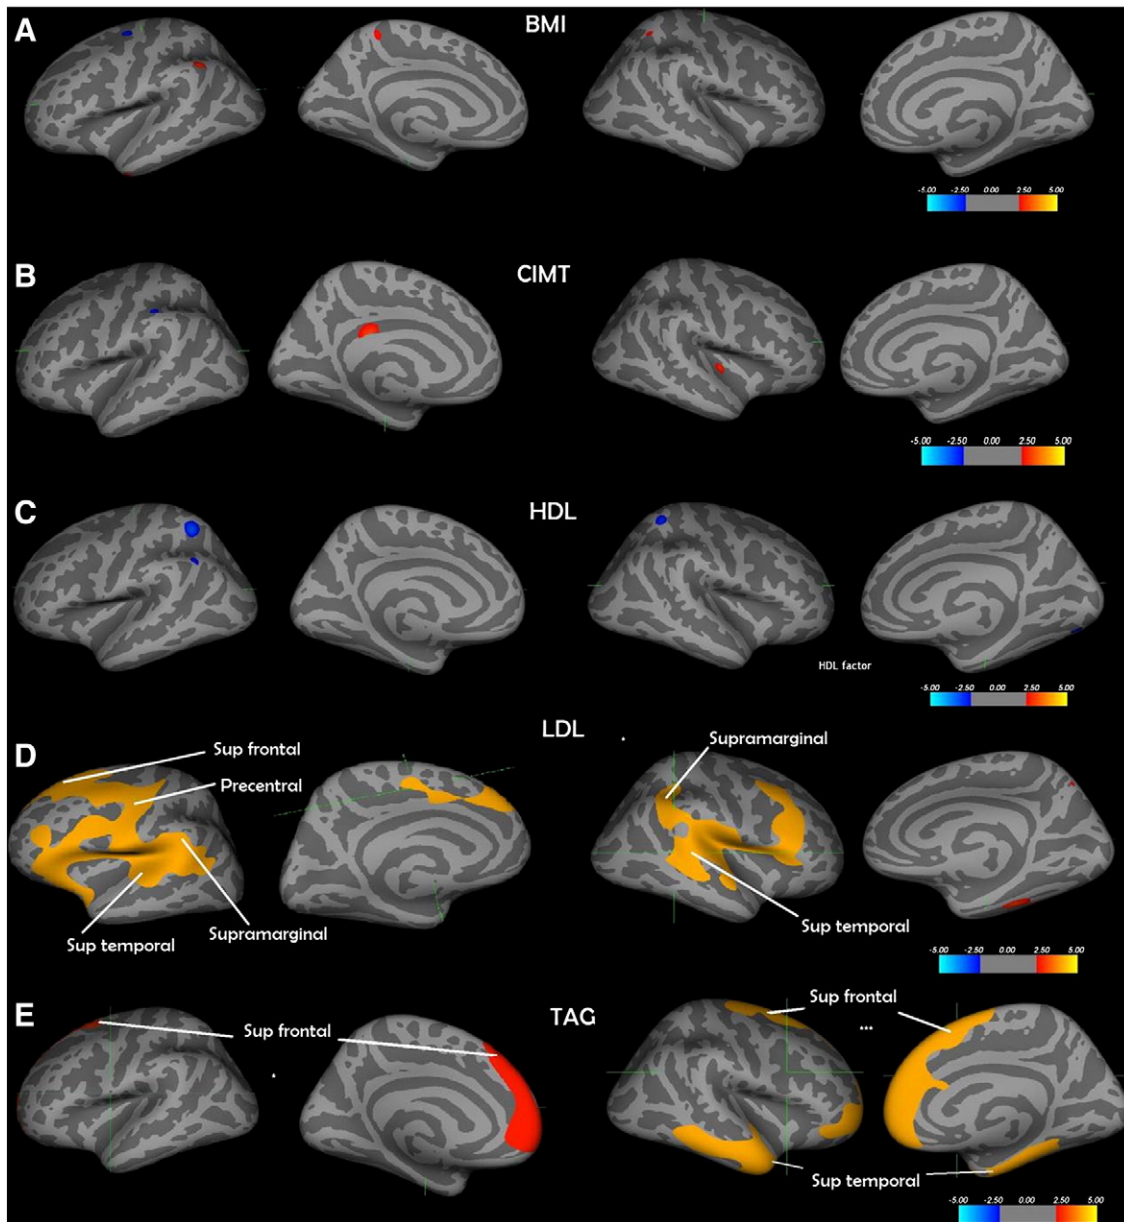 A
BMI
-5.00 -2.50 0.00 2.50 5.00
B
CIMT
-5.00 -2.50 0.00 2.50 5.00
C
HDL
HDL factor
-5.00 -2.50 0.00 2.50 5.00
D
LDL
*
Sup frontal
Precentral
Supramarginal
Sup temporal
Supramarginal
Sup temporal
-5.00 -2.50 0.00 2.50 5.00
E
TAG
Sup frontal
*
Sup frontal
***
Sup temporal
-5.00 -2.50 0.00 2.50 5.00